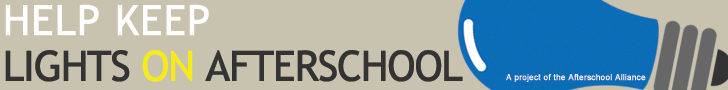 HELP KEEP
LIGHTS ON AFTERSCHOOL
A project of the Afterschool Alliance